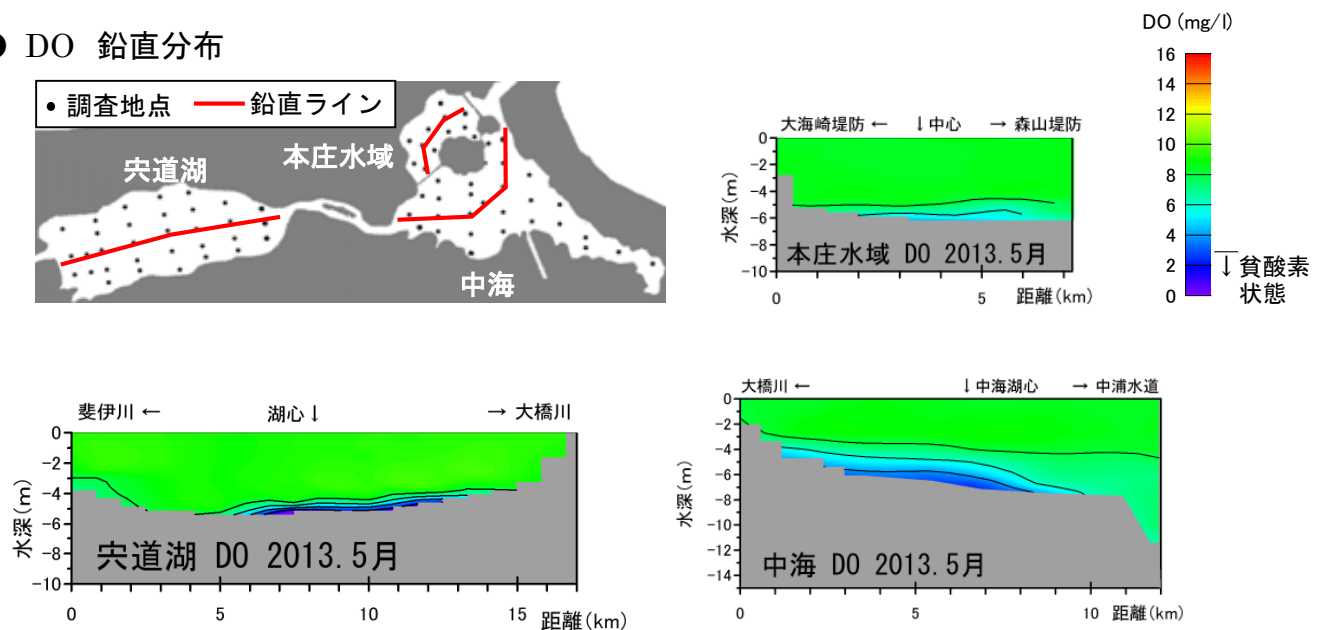 ● DO 鉛直分布
• 調査地点 ── 鉛直ライン
宍道湖
本庄水域
中海
DO (mg/l)
16
14
12
10
8
6
4
2
0
↓貧酸素
状態
大海崎堤防 ← ↓中心 → 森山堤防
水深(m)
0
-2
-4
-6
-8
-10
本庄水域 DO 2013.5月
0 5 距離(km)
斐伊川 ← 湖心↓ → 大橋川
水深(m)
0
-2
-4
-6
-8
-10
宍道湖 DO 2013.5月
0 5 10 15 距離(km)
大橋川 ← ↓中海湖心 → 中浦水道
水深(m)
0
-2
-4
-6
-8
-10
-12
-14
中海 DO 2013.5月
0 5 10 距離(km)